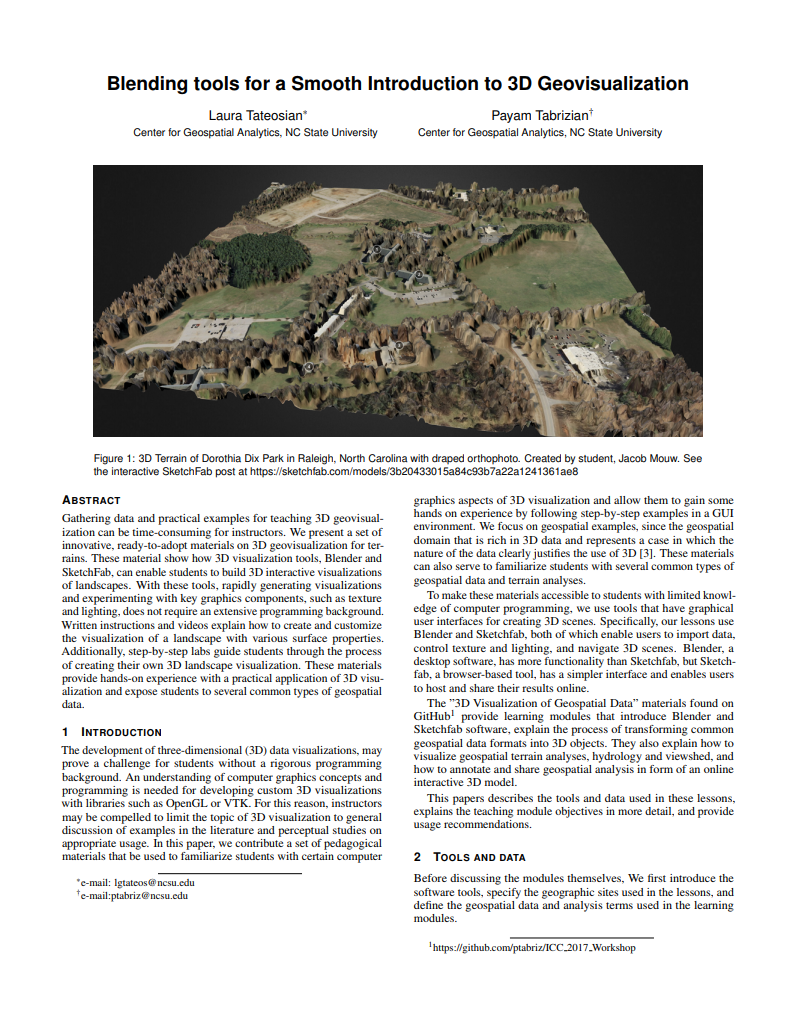 Blending tools for a Smooth Introduction to 3D Geovisualization
Laura Tateosian*
Center for Geospatial Analytics, NC State University
Payam Tabrizian†
Center for Geospatial Analytics, NC State University
Figure 1: 3D Terrain of Dorothia Dix Park in Raleigh, North Carolina with draped orthophoto. Created by student, Jacob Mouw. See
the interactive SketchFab post at https://sketchfab.com/models/3b20433015a84c93b7a22a1241361ae8
ABSTRACT
Gathering data and practical examples for teaching 3D geovisual-
ization can be time-consuming for instructors. We present a set of
innovative, ready-to-adopt materials on 3D geovisualization for ter-
rains. These material show how 3D visualization tools, Blender and
SketchFab, can enable students to build 3D interactive visualizations
of landscapes. With these tools, rapidly generating visualizations
and experimenting with key graphics components, such as texture
and lighting, does not require an extensive programming background.
Written instructions and videos explain how to create and customize
the visualization of a landscape with various surface properties.
Additionally, step-by-step labs guide students through the process
of creating their own 3D landscape visualization. These materials
provide hands-on experience with a practical application of 3D visu-
alization and expose students to several common types of geospatial
data.
1 INTRODUCTION
The development of three-dimensional (3D) data visualizations, may
prove a challenge for students without a rigorous programming
background. An understanding of computer graphics concepts and
programming is needed for developing custom 3D visualizations
with libraries such as OpenGL or VTK. For this reason, instructors
may be compelled to limit the topic of 3D visualization to general
discussion of examples in the literature and perceptual studies on
appropriate usage. In this paper, we contribute a set of pedagogical
materials that be used to familiarize students with certain computer
*e-mail: lgtateos@ncsu.edu
†e-mail:ptabriz@ncsu.edu
graphics aspects of 3D visualization and allow them to gain some
hands on experience by following step-by-step examples in a GUI
environment. We focus on geospatial examples, since the geospatial
domain that is rich in 3D data and represents a case in which the
nature of the data clearly justifies the use of 3D [3]. These materials
can also serve to familiarize students with several common types of
geospatial data and terrain analyses.
To make these materials accessible to students with limited knowl-
edge of computer programming, we use tools that have graphical
user interfaces for creating 3D scenes. Specifically, our lessons use
Blender and Sketchfab, both of which enable users to import data,
control texture and lighting, and navigate 3D scenes. Blender, a
desktop software, has more functionality than Sketchfab, but Sketch-
fab, a browser-based tool, has a simpler interface and enables users
to host and share their results online.
The ”3D Visualization of Geospatial Data” materials found on
GitHub1 provide learning modules that introduce Blender and
Sketchfab software, explain the process of transforming common
geospatial data formats into 3D objects. They also explain how to
visualize geospatial terrain analyses, hydrology and viewshed, and
how to annotate and share geospatial analysis in form of an online
interactive 3D model.
This papers describes the tools and data used in these lessons,
explains the teaching module objectives in more detail, and provide
usage recommendations.
2 TOOLS AND DATA
Before discussing the modules themselves, We first introduce the
software tools, specify the geographic sites used in the lessons, and
define the geospatial data and analysis terms used in the learning
modules.
1https://github.com/ptabriz/ICC_2017_Workshop